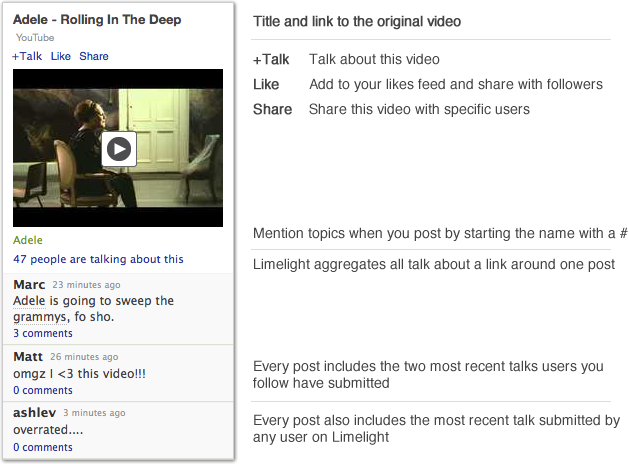 Adele - Rolling In The Deep
YouTube
+Talk Like Share
Adele
47 people are talking about this
Marc 23 minutes ago
Adele is going to sweep the
grammys, fo sho.
3 comments
Matt 26 minutes ago
omgz I <3 this video!!!
0 comments
ashlev 3 minutes ago
overrated....
0 comments
Title and link to the original video
+Talk Talk about this video
Like Add to your likes feed and share with followers
Share Share this video with specific users
Mention topics when you post by starting the name with a #
Limelight aggregates all talk about a link around one post
Every post includes the two most recent talks users you
follow have submitted
Every post also includes the most recent talk submitted by
any user on Limelight